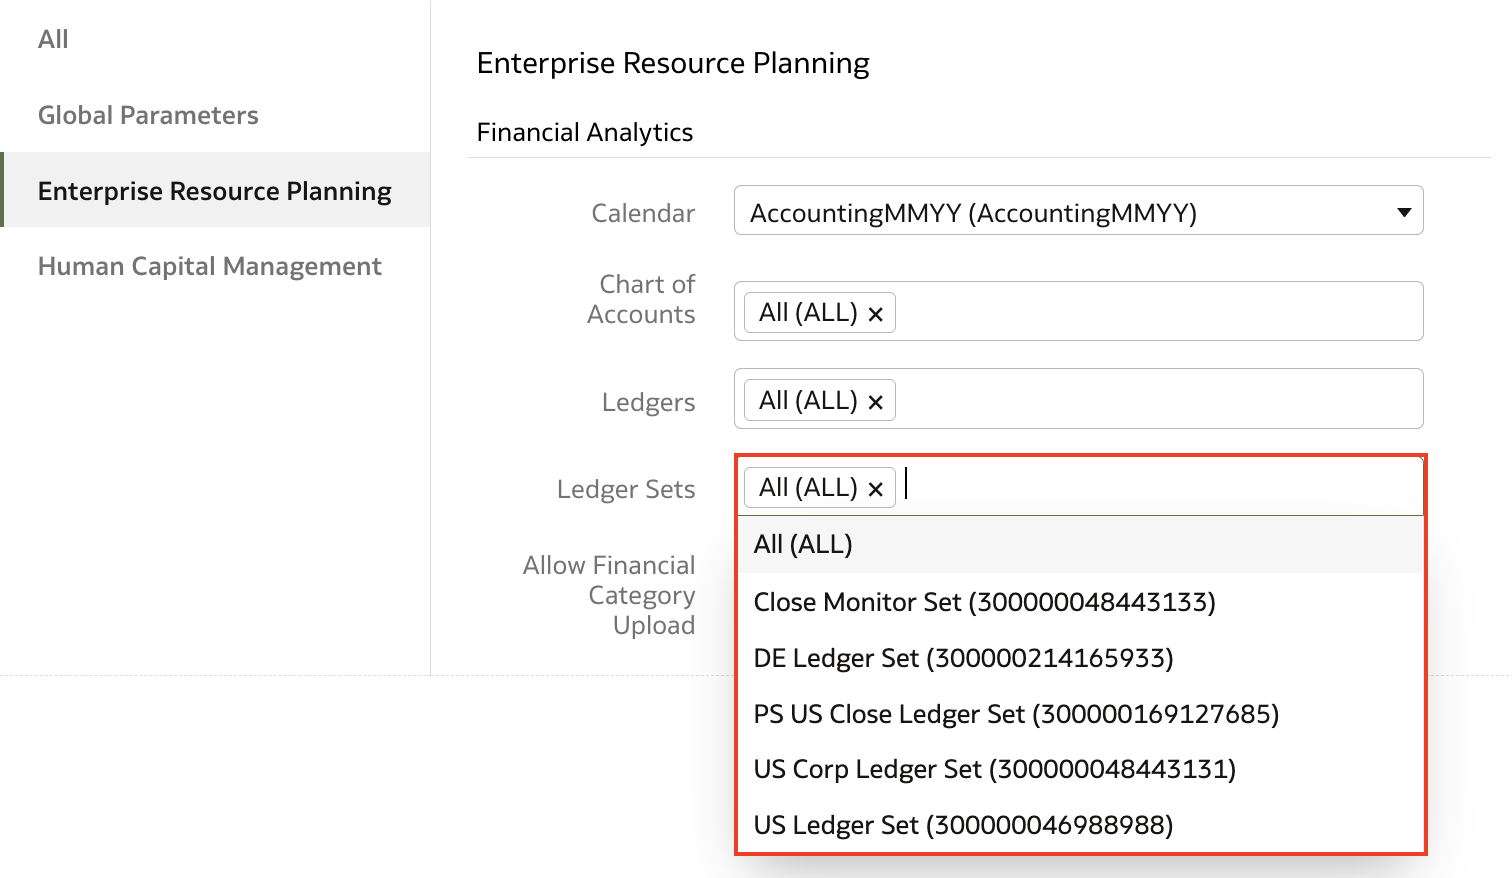 All
Global Parameters
Enterprise Resource Planning
Human Capital Management
Enterprise Resource Planning
Financial Analytics
Calendar
AccountingMMYY (AccountingMMYY)
Chart of
Accounts
All (ALL) ×
Ledgers
All (ALL) ×
Ledger Sets
All (ALL) ×
All (ALL)
Close Monitor Set (300000048443133)
DE Ledger Set (300000214165933)
PS US Close Ledger Set (300000169127685)
US Corp Ledger Set (300000048443131)
US Ledger Set (300000046988988)
Allow Financial
Category
Upload